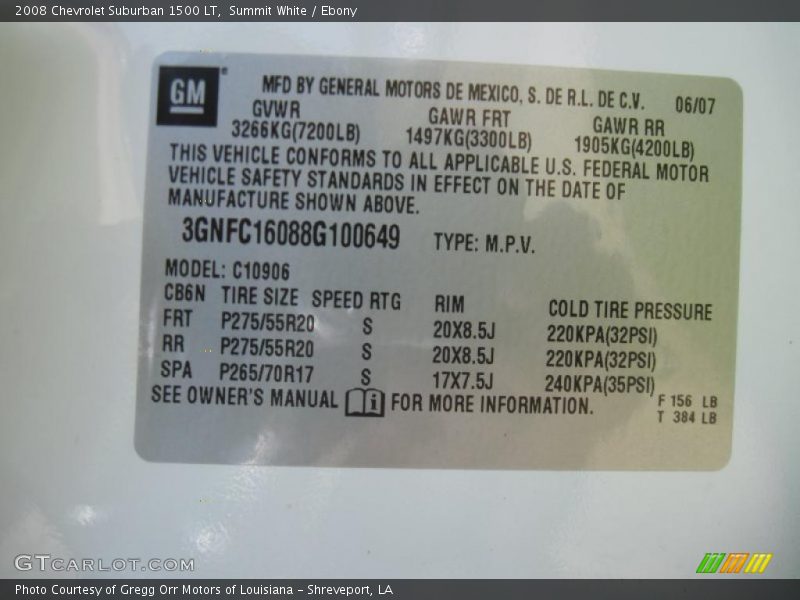 2008 Chevrolet Suburban 1500 LT, Summit White / Ebony
GM®
MFD BY GENERAL MOTORS DE MEXICO, S. DE R.L. DE C.V. 06/07
GVWR GAWR FRT GAWR RR
3266KG(7200LB) 1497KG(3300LB) 1905KG(4200LB)
THIS VEHICLE CONFORMS TO ALL APPLICABLE U.S. FEDERAL MOTOR
VEHICLE SAFETY STANDARDS IN EFFECT ON THE DATE OF
MANUFACTURE SHOWN ABOVE.
3GNFC16088G100649 TYPE: M.P.V.
MODEL: C10906
CB6N TIRE SIZE SPEED RTG RIM COLD TIRE PRESSURE
FRT P275/55R20 S 20X8.5J 220KPA(32PSI)
RR P275/55R20 S 20X8.5J 220KPA(32PSI)
SPA P265/70R17 S 17X7.5J 240KPA(35PSI)
SEE OWNER'S MANUAL i FOR MORE INFORMATION.
F 156 LB
T 384 LB
GTCARLOT.COM
Photo Courtesy of Gregg Orr Motors of Louisiana - Shreveport, LA